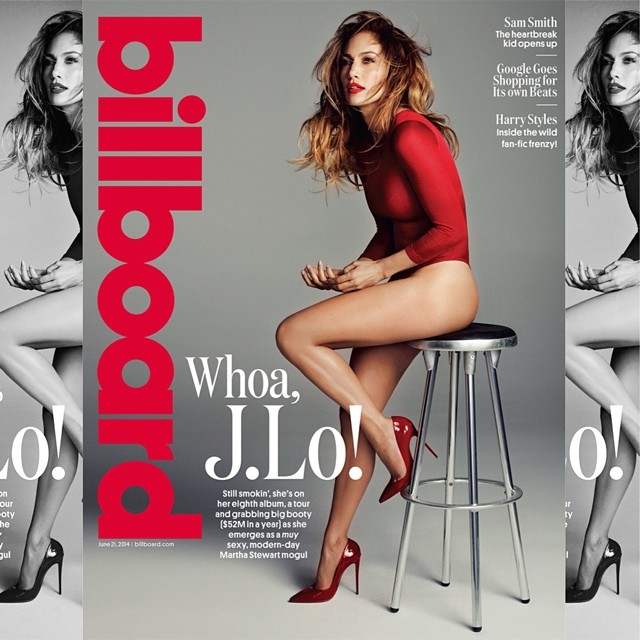 billboard
Sam Smith
The heartbreak
kid opens up
Google Goes
Shopping for
Its own Beats
Harry Styles
Inside the wild
fan-fic frenzy!
Whoa,
J.Lo!
Still smokin', she's on
her eighth album, a tour
and grabbing big booty
($52M in a year) as she
emerges as a muy
sexy, modern-day
Martha Stewart mogul
June 21, 2014 | billboard.com